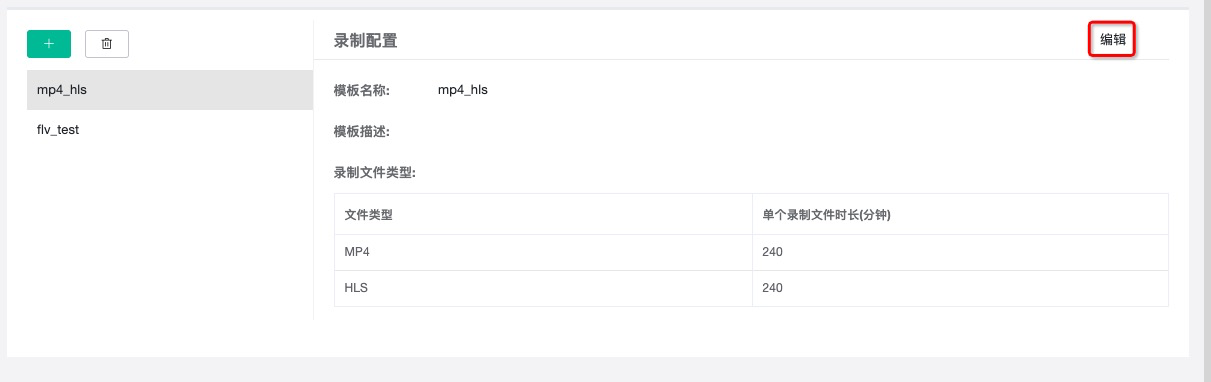 录制配置
编辑
mp4_hls
flv_test
模板名称: mp4_hls
模板描述:
录制文件类型:
文件类型 单个录制文件时长(分钟)
MP4 240
HLS 240